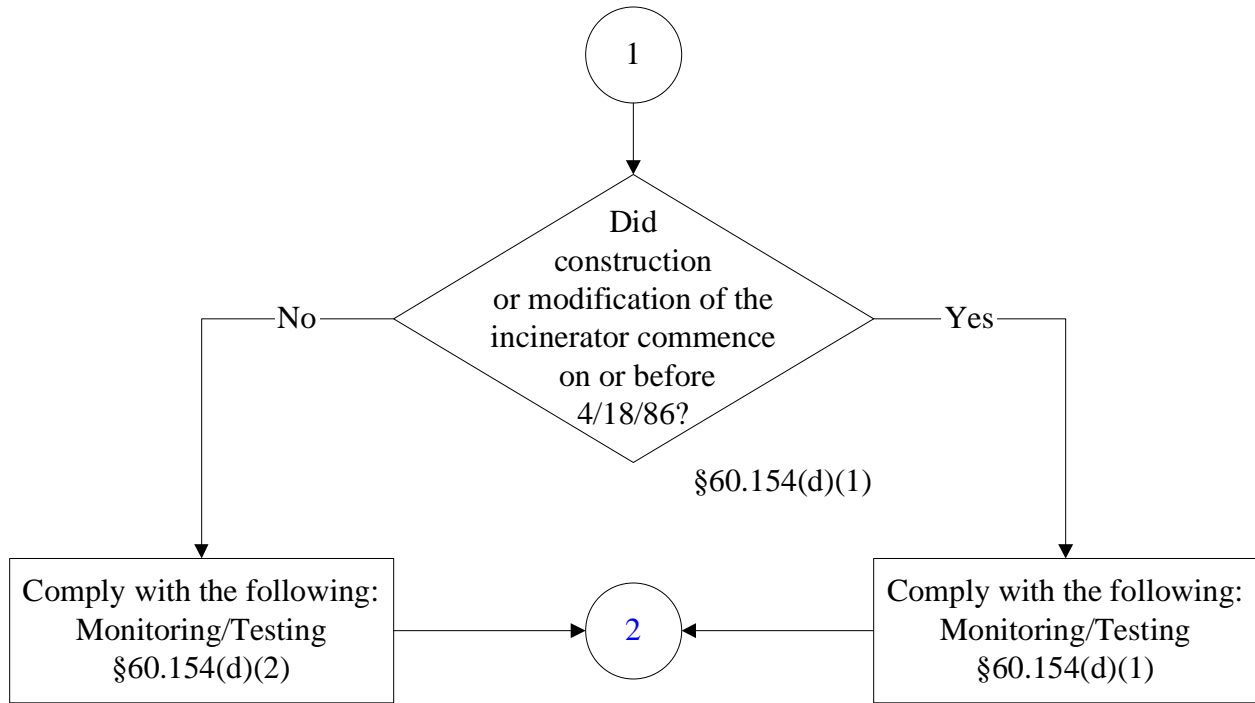 1
Did
construction
or modification of the
incinerator commence
on or before
4/18/86?
No
Yes
§60.154(d)(1)
Comply with the following:
Monitoring/Testing
§60.154(d)(2)
2
Comply with the following:
Monitoring/Testing
§60.154(d)(1)